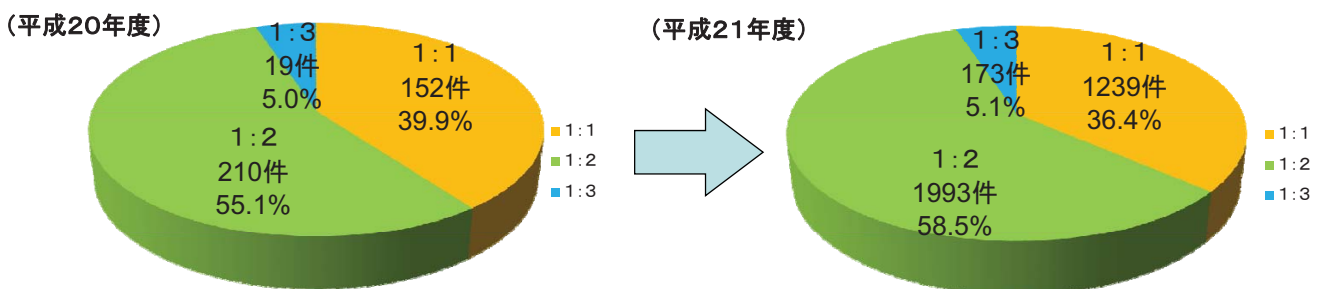 （平成２０年度）
１：３
19件
5.0%
１：１
152件
39.9%
１：２
210件
55.1%
１：１
１：２
１：３
（平成２１年度）
１：３
173件
5.1%
１：１
1239件
36.4%
１：２
1993件
58.5%
１：１
１：２
１：３